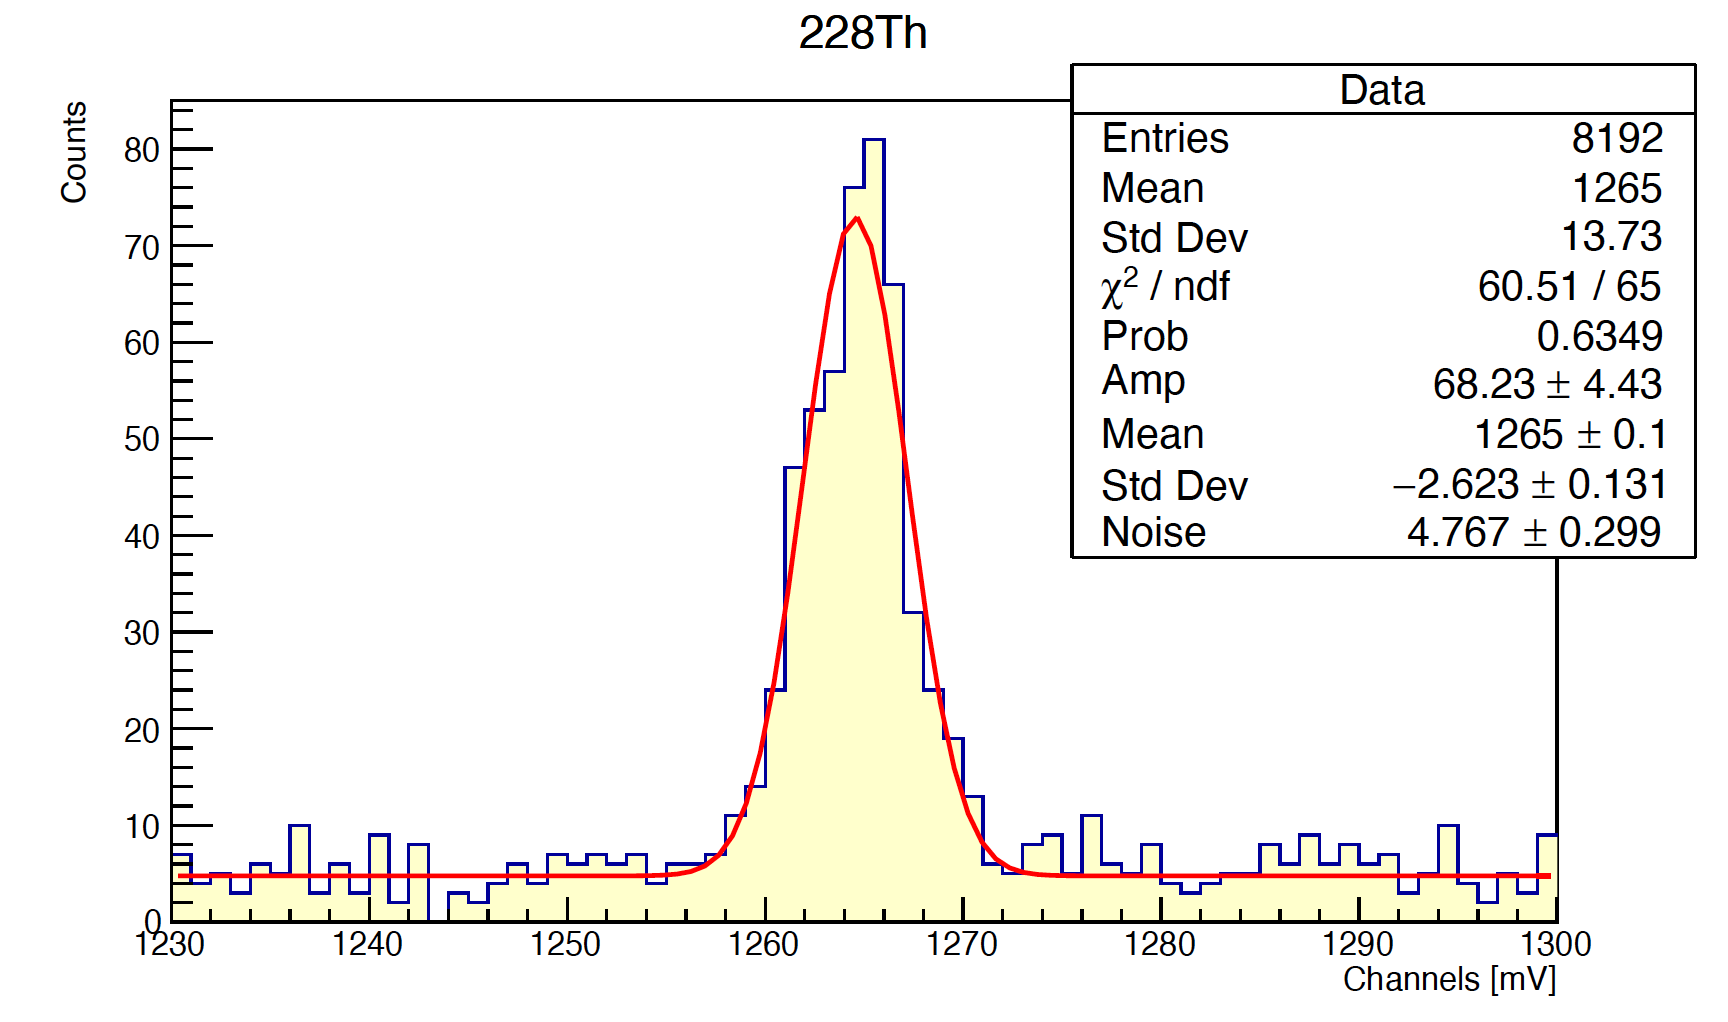 228Th
Counts
80
70
60
50
40
30
20
10
0
1230 1240 1250 1260 1270 1280 1290 1300
Channels [mV]
Data
Entries 8192
Mean 1265
Std Dev 13.73
χ² / ndf 60.51 / 65
Prob 0.6349
Amp 68.23 ± 4.43
Mean 1265 ± 0.1
Std Dev −2.623 ± 0.131
Noise 4.767 ± 0.299